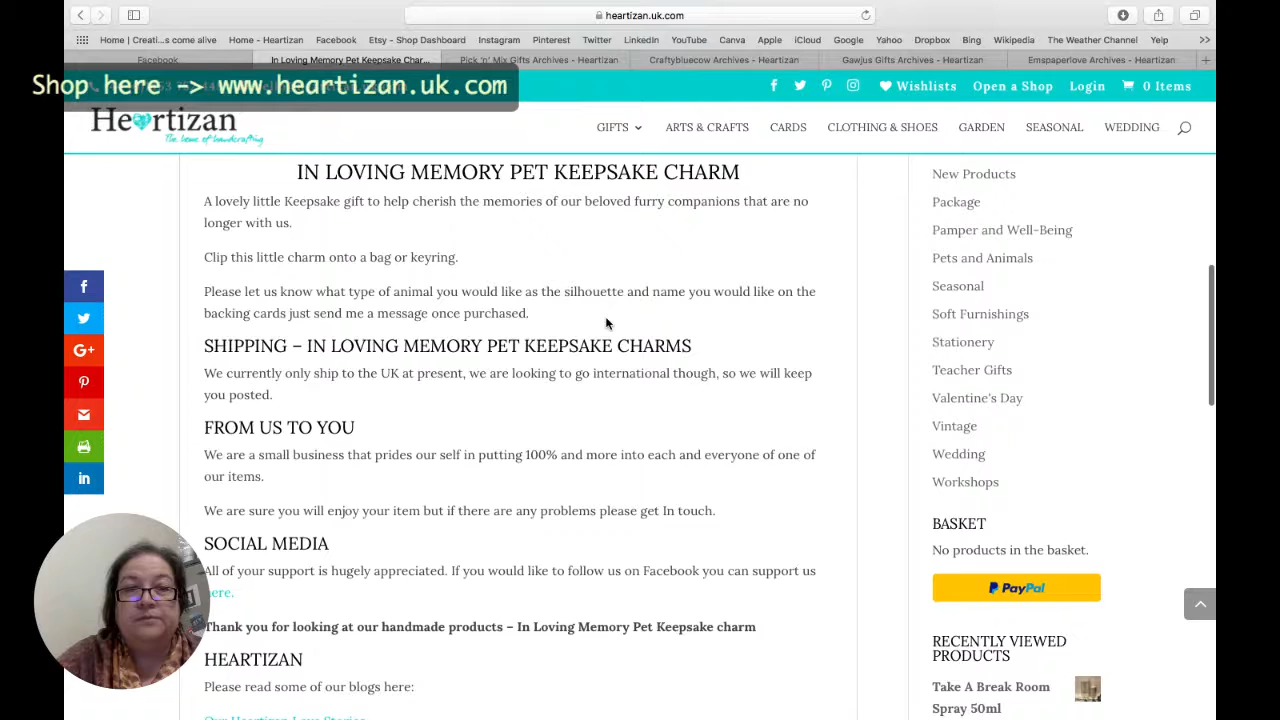 heartizan.uk.com
Home | Creati...s come alive Home - Heartizan Facebook Etsy - Shop Dashboard Instagram Pinterest Twitter LinkedIn YouTube Canva Apple iCloud Google Yahoo Dropbox Bing Wikipedia The Weather Channel Yelp
Facebook In Loving Memory Pet Keepsake Char... Pick 'n' Mix Gifts Archives - Heartizan Craftybluecow Archives - Heartizan Gawjus Archives - Heartizan Emspaperlove Archives - Heartizan
Shop here -> www.heartizan.uk.com
Wishlists Open a Shop Login 0 Items
Heartizan
The home of handcrafting
GIFTS ARTS & CRAFTS CARDS CLOTHING & SHOES GARDEN SEASONAL WEDDING
IN LOVING MEMORY PET KEEPSAKE CHARM
A lovely little Keepsake gift to help cherish the memories of our beloved furry companions that are no
longer with us.
Clip this little charm onto a bag or keyring.
Please let us know what type of animal you would like as the silhouette and name you would like on the
backing cards just send me a message once purchased.
SHIPPING – IN LOVING MEMORY PET KEEPSAKE CHARMS
We currently only ship to the UK at present, we are looking to go international though, so we will keep
you posted.
FROM US TO YOU
We are a small business that prides our self in putting 100% and more into each and everyone of one of
our items.
We are sure you will enjoy your item but if there are any problems please get In touch.
SOCIAL MEDIA
All of your support is hugely appreciated. If you would like to follow us on Facebook you can support us
here.
Thank you for looking at our handmade products – In Loving Memory Pet Keepsake charm
HEARTIZAN
Please read some of our blogs here:
Our Heartizan Love Stories
New Products
Package
Pamper and Well-Being
Pets and Animals
Seasonal
Soft Furnishings
Stationery
Teacher Gifts
Valentine's Day
Vintage
Wedding
Workshops
BASKET
No products in the basket.
PayPal
RECENTLY VIEWED
PRODUCTS
Take A Break Room
Spray 50ml